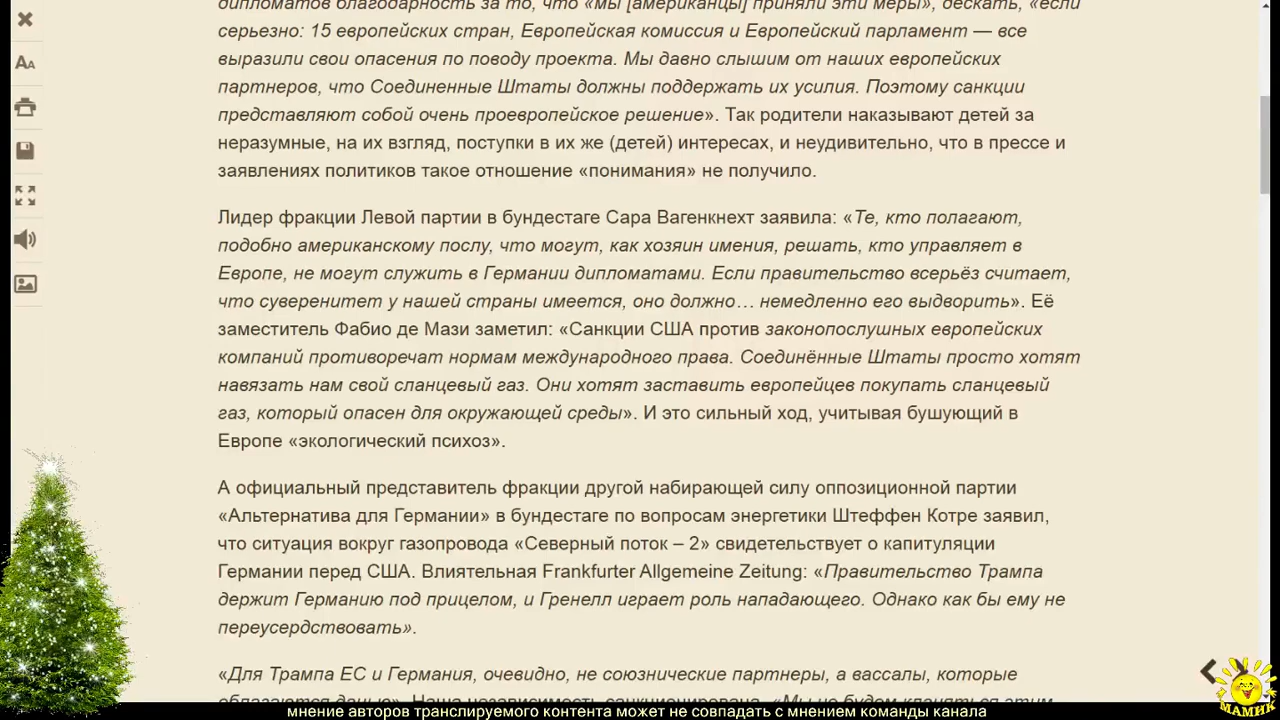 дипломатов благодарность за то, что «мы [американцы] приняли эти меры», дескать, «если
серьезно: 15 европейских стран, Европейская комиссия и Европейский парламент — все
выразили свои опасения по поводу проекта. Мы давно слышим от наших европейских
партнеров, что Соединенные Штаты должны поддержать их усилия. Поэтому санкции
представляют собой очень проевропейское решение». Так родители наказывают детей за
неразумные, на их взгляд, поступки в их же (детей) интересах, и неудивительно, что в прессе и
заявлениях политиков такое отношение «понимания» не получило.
Лидер фракции Левой партии в бундестаге Сара Вагенкнехт заявила: «Те, кто полагают,
подобно американскому послу, что могут, как хозяин имения, решать, кто управляет в
Европе, не могут служить в Германии дипломатами. Если правительство всерьёз считает,
что суверенитет у нашей страны имеется, оно должно… немедленно его выдворить». Её
заместитель Фабио де Мази заметил: «Санкции США против законопослушных европейских
компаний противоречат нормам международного права. Соединённые Штаты просто хотят
навязать нам свой сланцевый газ. Они хотят заставить европейцев покупать сланцевый
газ, который опасен для окружающей среды». И это сильный ход, учитывая бушующий в
Европе «экологический психоз».
А официальный представитель фракции другой набирающей силу оппозиционной партии
«Альтернатива для Германии» в бундестаге по вопросам энергетики Штеффен Котре заявил,
что ситуация вокруг газопровода «Северный поток – 2» свидетельствует о капитуляции
Германии перед США. Влиятельная Frankfurter Allgemeine Zeitung: «Правительство Трампа
держит Германию под прицелом, и Гренелл играет роль нападающего. Однако как бы ему не
переусердствовать».
«Для Трампа ЕС и Германия, очевидно, не союзнические партнеры, а вассалы, которые
мнение авторов транслируемого контента может не совпадать с мнением команды канала
МАМИК